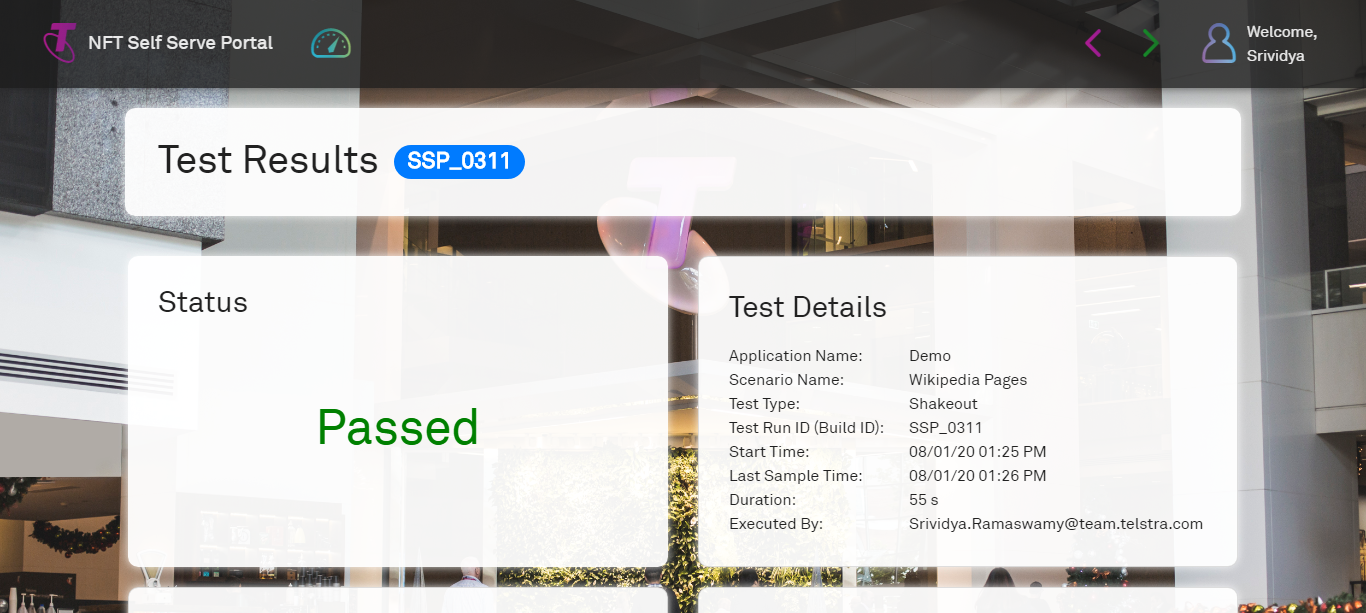 NFT Self Serve Portal
Welcome,
Srividya
Test Results SSP_0311
Status
Passed
Test Details
Application Name: Demo
Scenario Name: Wikipedia Pages
Test Type: Shakeout
Test Run ID (Build ID): SSP_0311
Start Time: 08/01/20 01:25 PM
Last Sample Time: 08/01/20 01:26 PM
Duration: 55 s
Executed By: Srividya.Ramaswamy@team.telstra.com